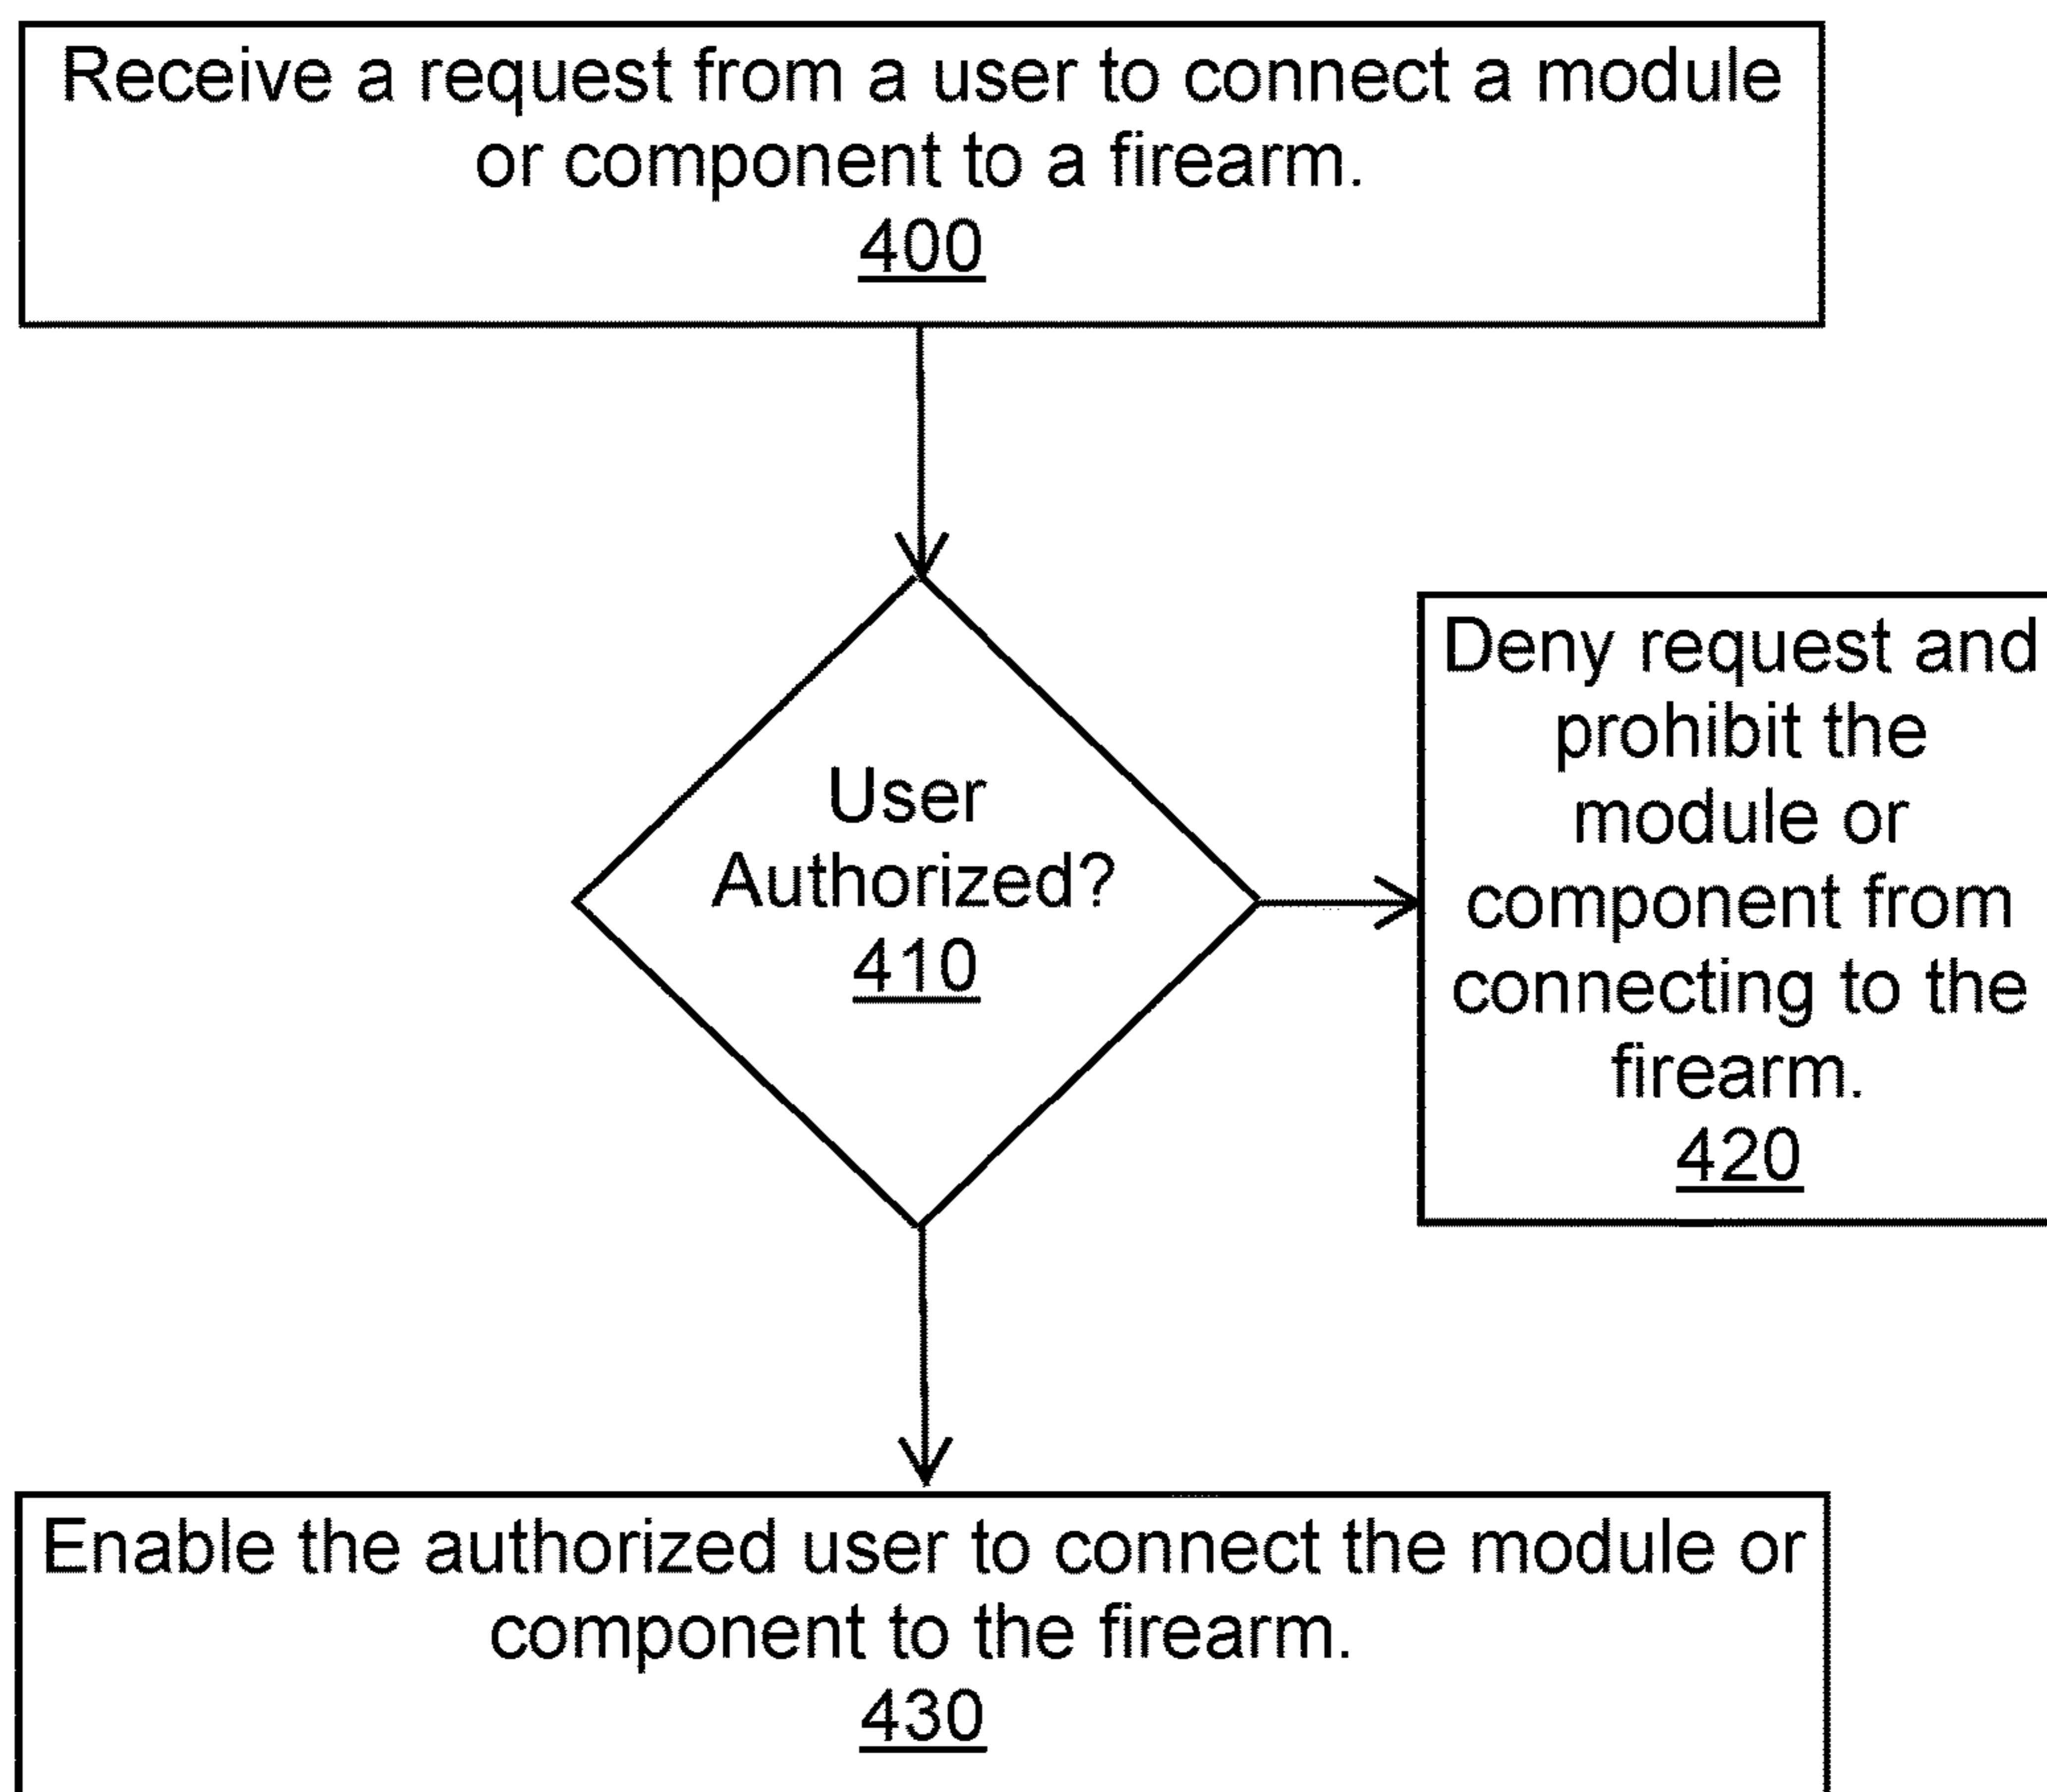 Receive a request from a user to connect a module
or component to a firearm.
400
User
Authorized?
410
Deny request and
prohibit the
module or
component from
connecting to the
firearm.
420
Enable the authorized user to connect the module or
component to the firearm.
430